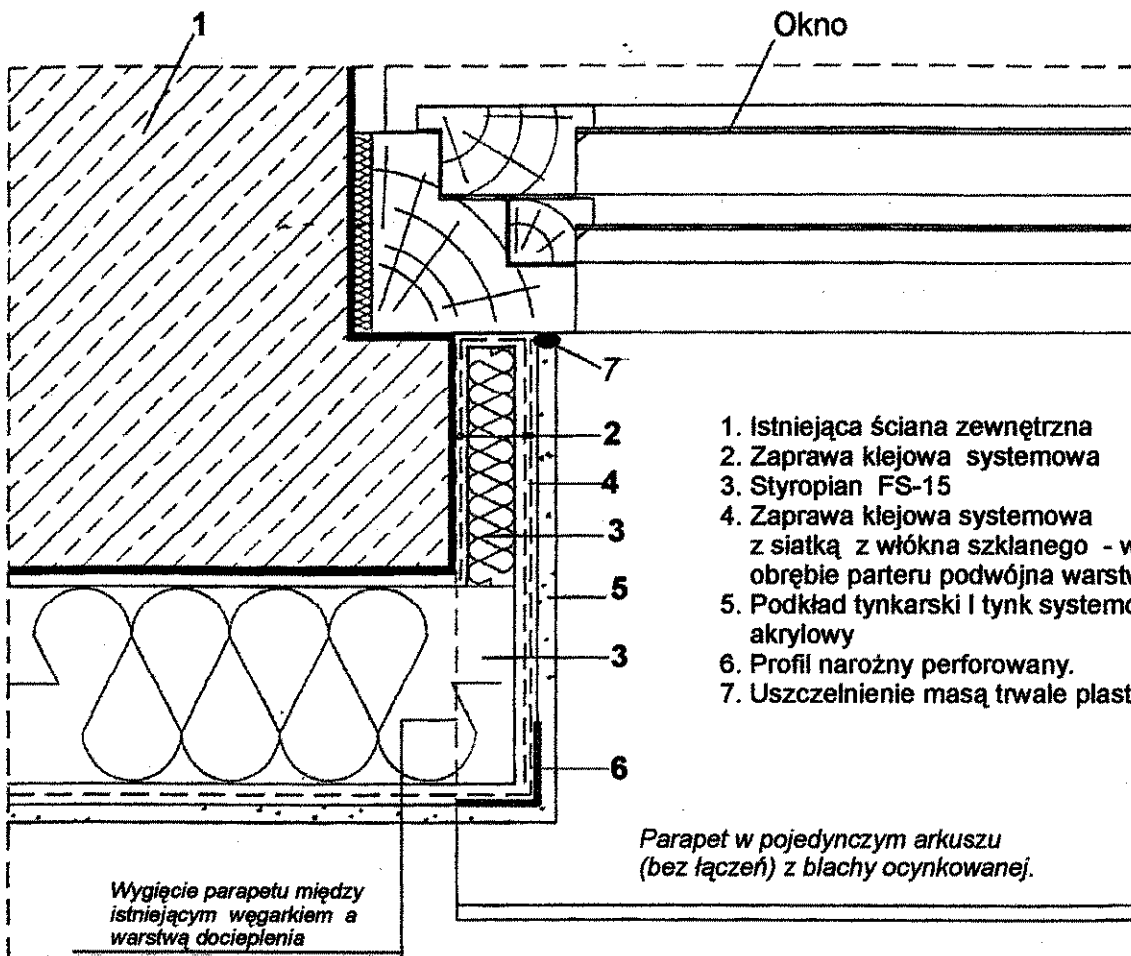 1
Okno
7
2
4
3
5
3
6
1. Istniejąca ściana zewnętrzna
2. Zaprawa klejowa systemowa
3. Styropian FS-15
4. Zaprawa klejowa systemowa
z siatką z włókna szklanego - w
obrębie parteru podwójna warstw
5. Podkład tynkarski I tynk systemo
akrylowy
6. Profil narożny perforowany.
7. Uszczelnienie masą trwale plast
Parapet w pojedynczym arkuszu
(bez łączeń) z blachy ocynkowanej.
Wygięcie parapetu między
istniejącym węgarkiem a
warstwą docieplenia